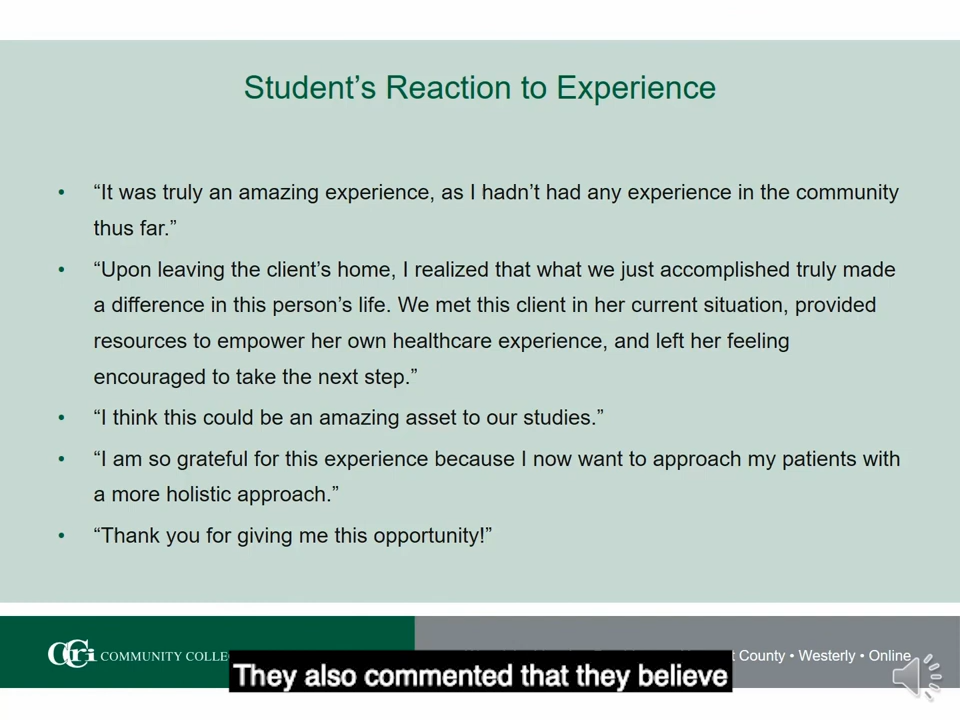 Student’s Reaction to Experience
• “It was truly an amazing experience, as I hadn’t had any experience in the community
thus far.”
• “Upon leaving the client’s home, I realized that what we just accomplished truly made
a difference in this person’s life. We met this client in her current situation, provided
resources to empower her own healthcare experience, and left her feeling
encouraged to take the next step.”
• “I think this could be an amazing asset to our studies.”
• “I am so grateful for this experience because I now want to approach my patients with
a more holistic approach.”
• “Thank you for giving me this opportunity!”
CCri COMMUNITY
County • Westerly • Online
They also commented that they believe